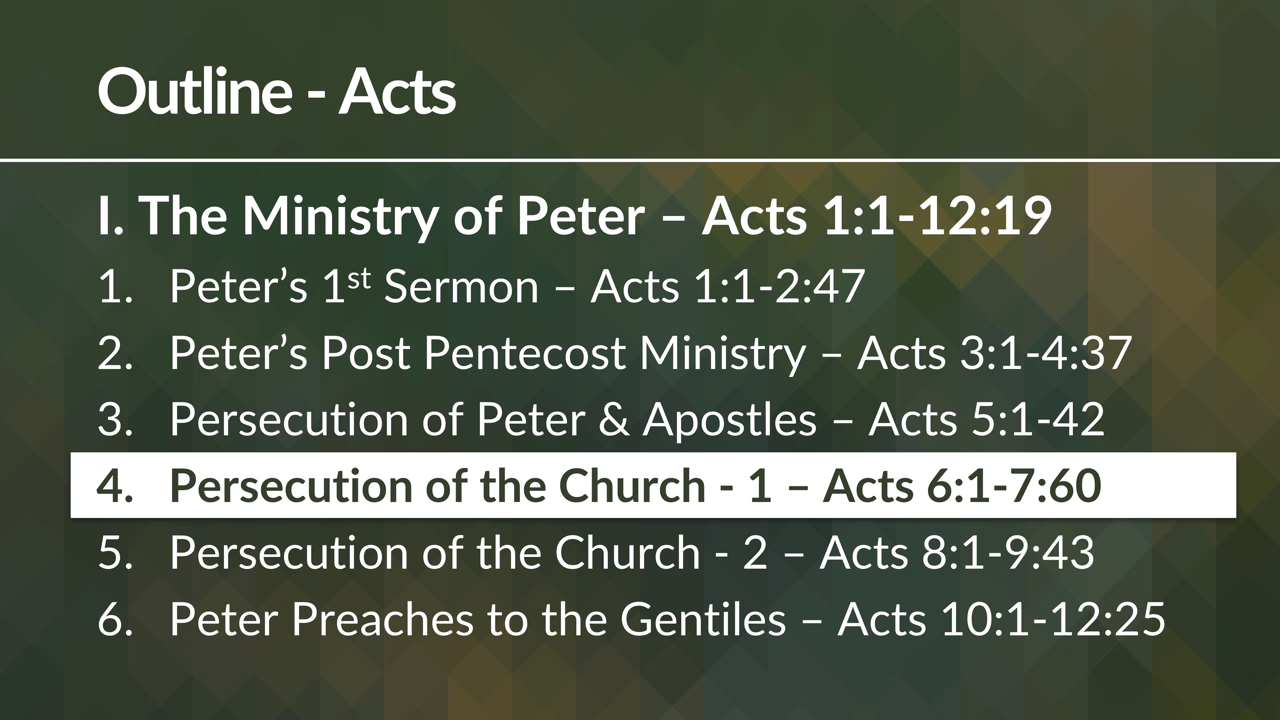 Outline - Acts
I. The Ministry of Peter – Acts 1:1-12:19
1. Peter’s 1st Sermon – Acts 1:1-2:47
2. Peter’s Post Pentecost Ministry – Acts 3:1-4:37
3. Persecution of Peter & Apostles – Acts 5:1-42
4. Persecution of the Church - 1 – Acts 6:1-7:60
5. Persecution of the Church - 2 – Acts 8:1-9:43
6. Peter Preaches to the Gentiles – Acts 10:1-12:25